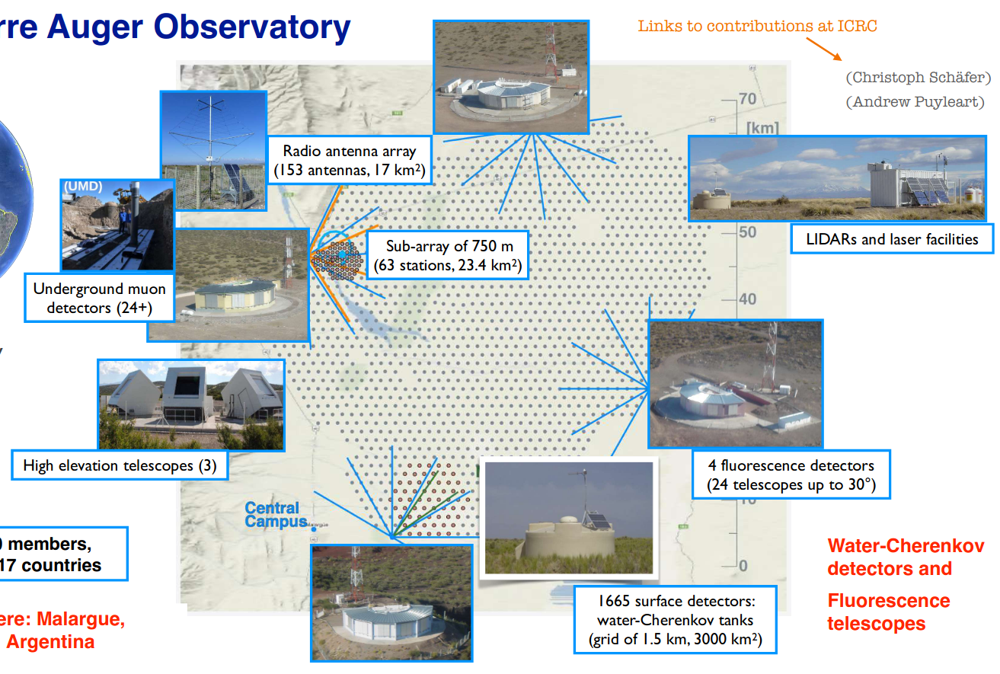 rre Auger Observatory
Links to contributions at ICRC
(Christoph Schäfer)
(Andrew Puyleart)
70
[km]
Radio antenna array
(153 antennas, 17 km²)
(UMD)
50
LIDARs and laser facilities
Sub-array of 750 m
(63 stations, 23.4 km²)
Underground muon
detectors (24+)
40
High elevation telescopes (3)
4 fluorescence detectors
(24 telescopes up to 30°)
10
Central
Campus
Malargüe
0 members,
17 countries
0
Water-Cherenkov
detectors and
Fluorescence
telescopes
1665 surface detectors:
water-Cherenkov tanks
(grid of 1.5 km, 3000 km²)
ere: Malargue,
Argentina